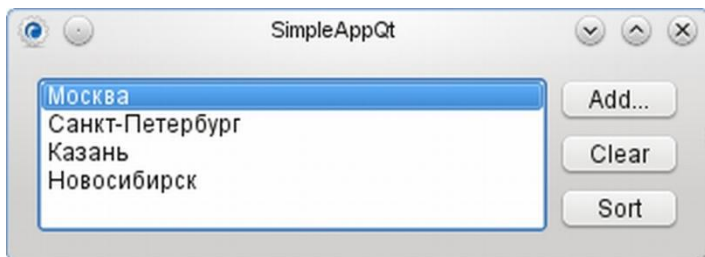 SimpleAppQt
Москва
Санкт-Петербург
Казань
Новосибирск
Add...
Clear
Sort